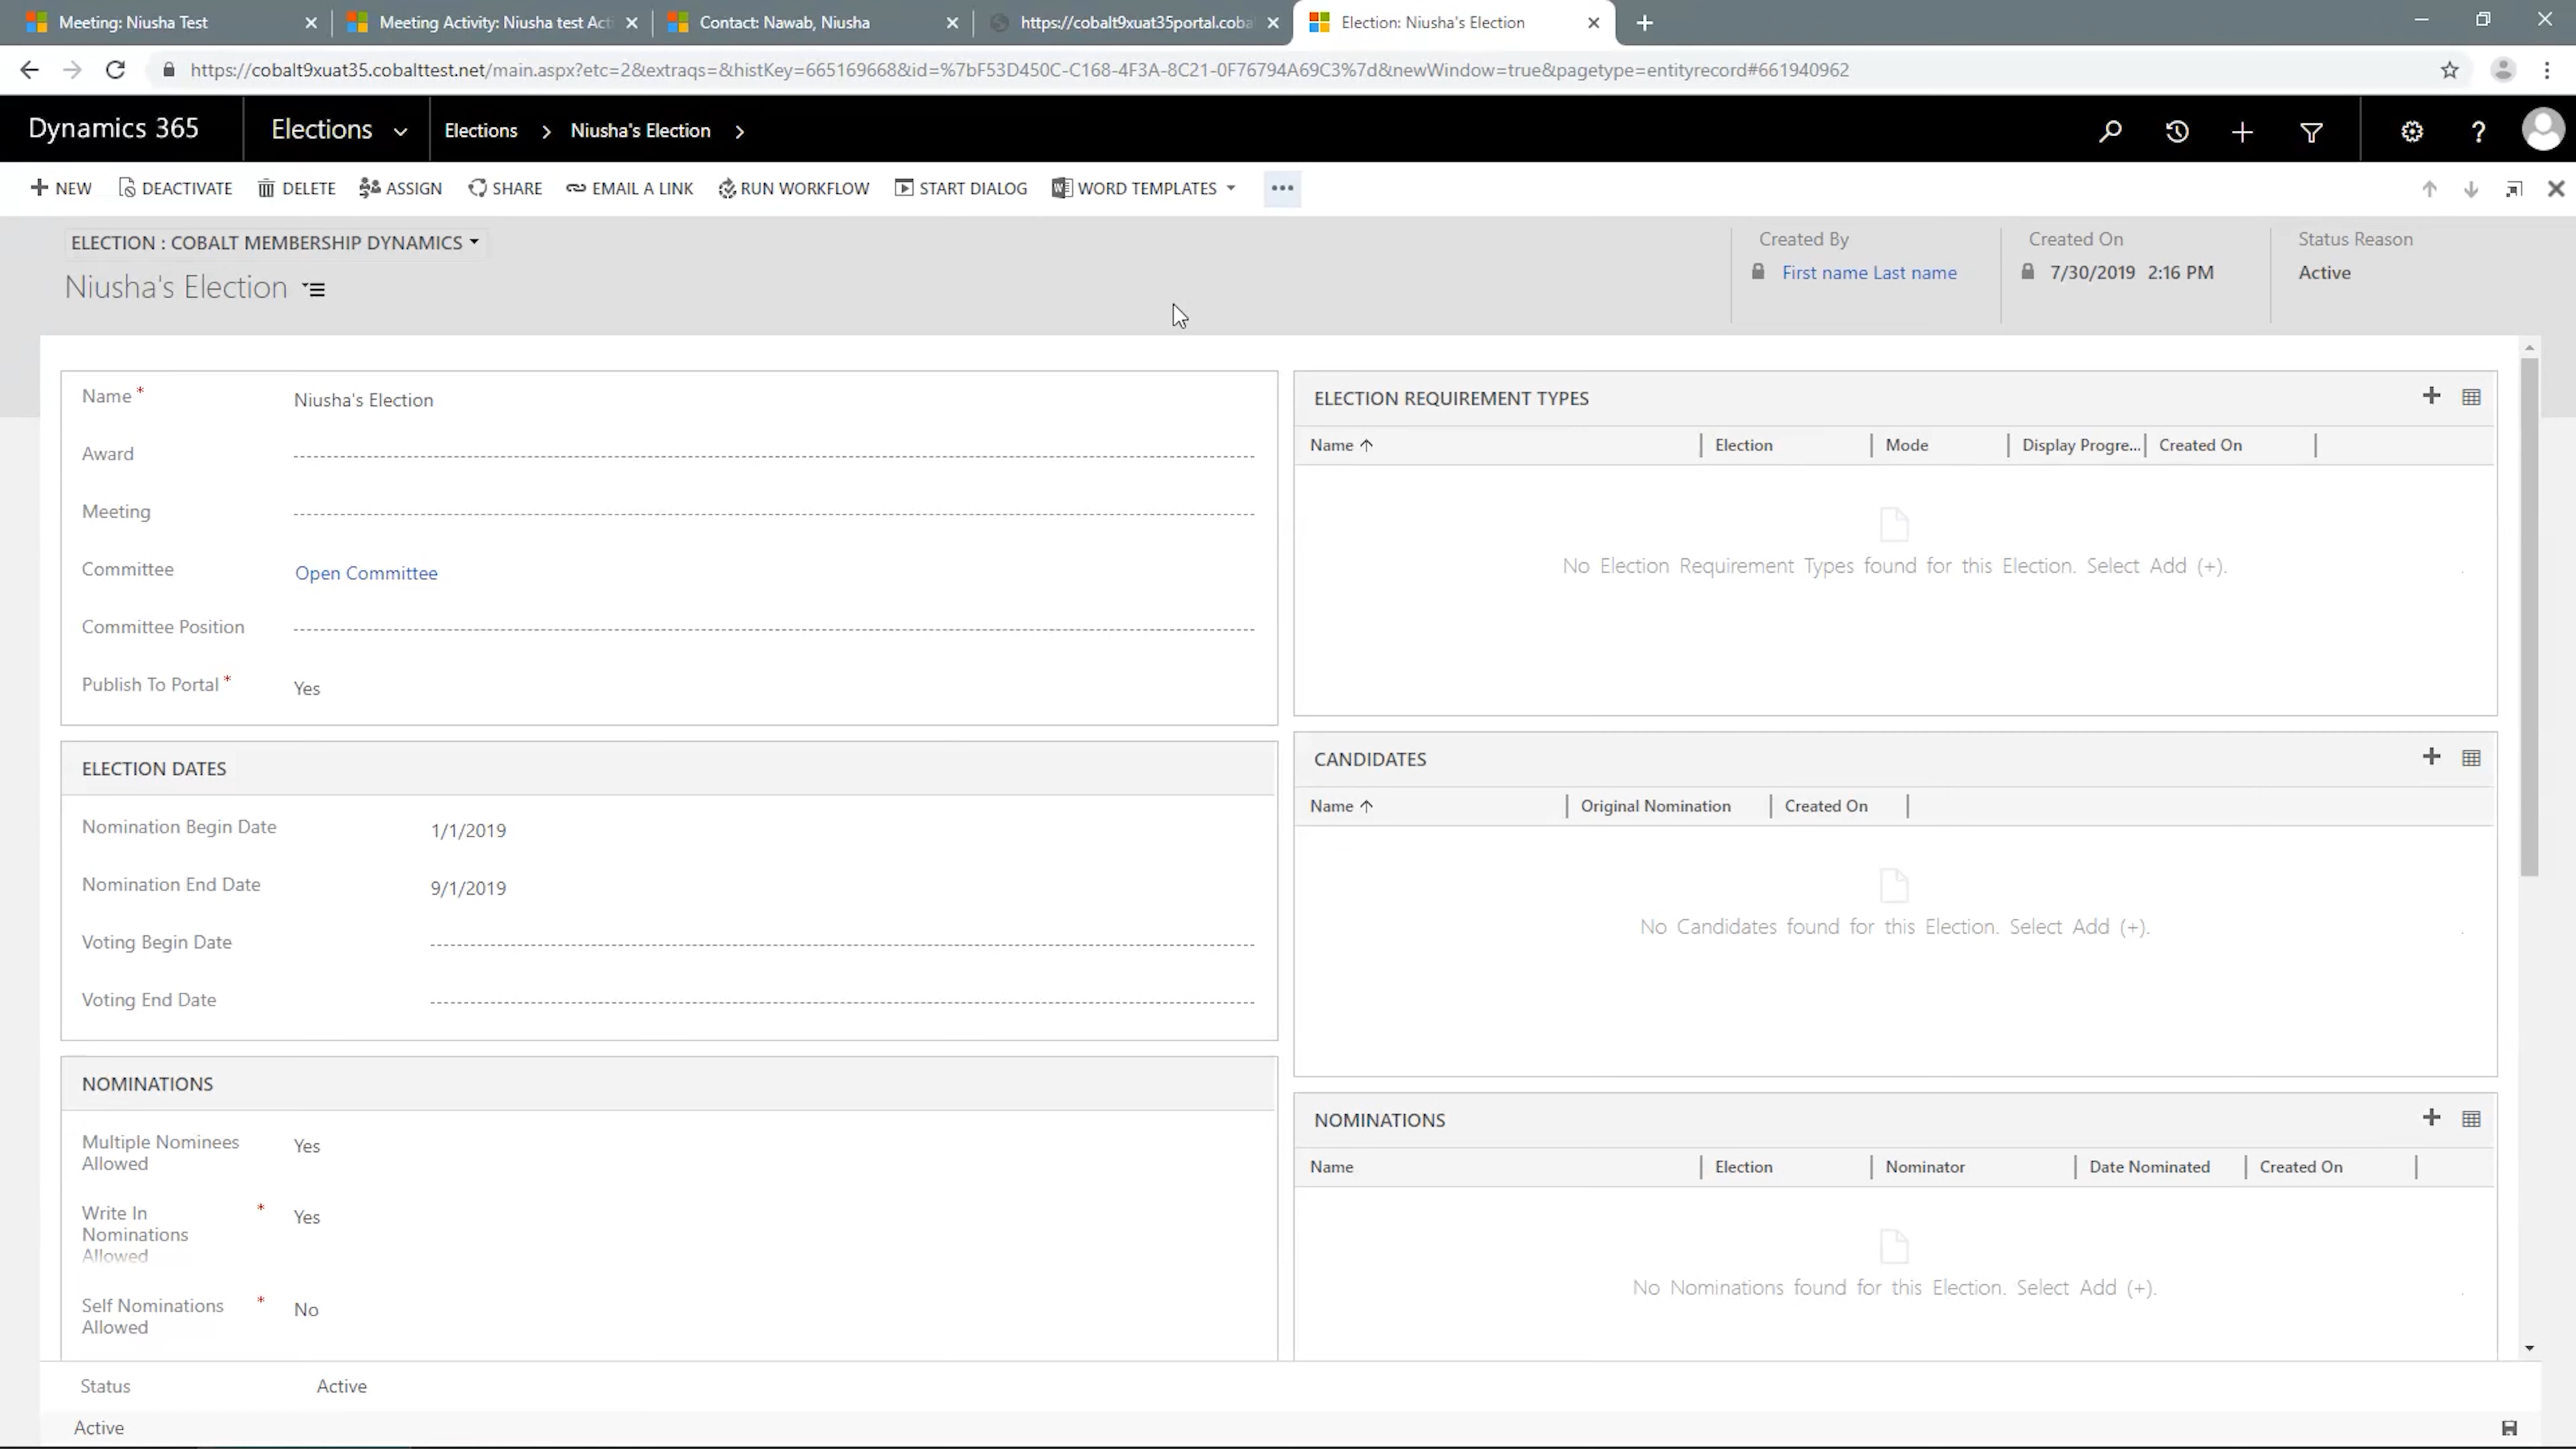 Meeting: Niusha Test
Meeting Activity: Niusha test Acti
Contact: Nawab, Niusha
https://cobalt9xuat35portal.coba
Election: Niusha's Election
https://cobalt9xuat35.cobalttest.net/main.aspx?etc=2&extraqs=&histKey=665169668&id=%7bF53D450C-C168-4F3A-8C21-0F76794A69C3%7d&newWindow=true&pagetype=entityrecord#661940962
Dynamics 365
Elections
Elections > Niusha's Election >
+ NEW DEACTIVATE DELETE ASSIGN SHARE EMAIL A LINK RUN WORKFLOW START DIALOG WORD TEMPLATES ...
ELECTION : COBALT MEMBERSHIP DYNAMICS
Niusha's Election
Created By
First name Last name
Created On
7/30/2019 2:16 PM
Status Reason
Active
Name * Niusha's Election
Award
Meeting
Committee Open Committee
Committee Position
Publish To Portal * Yes
ELECTION DATES
Nomination Begin Date 1/1/2019
Nomination End Date 9/1/2019
Voting Begin Date
Voting End Date
NOMINATIONS
Multiple Nominees Yes
Allowed
Write In * Yes
Nominations
Allowed
Self Nominations * No
Allowed
ELECTION REQUIREMENT TYPES
Name ↑ Election Mode Display Progre... Created On
No Election Requirement Types found for this Election. Select Add (+).
CANDIDATES
Name ↑ Original Nomination Created On
No Candidates found for this Election. Select Add (+).
NOMINATIONS
Name Election Nominator Date Nominated Created On
No Nominations found for this Election. Select Add (+).
Status Active
Active